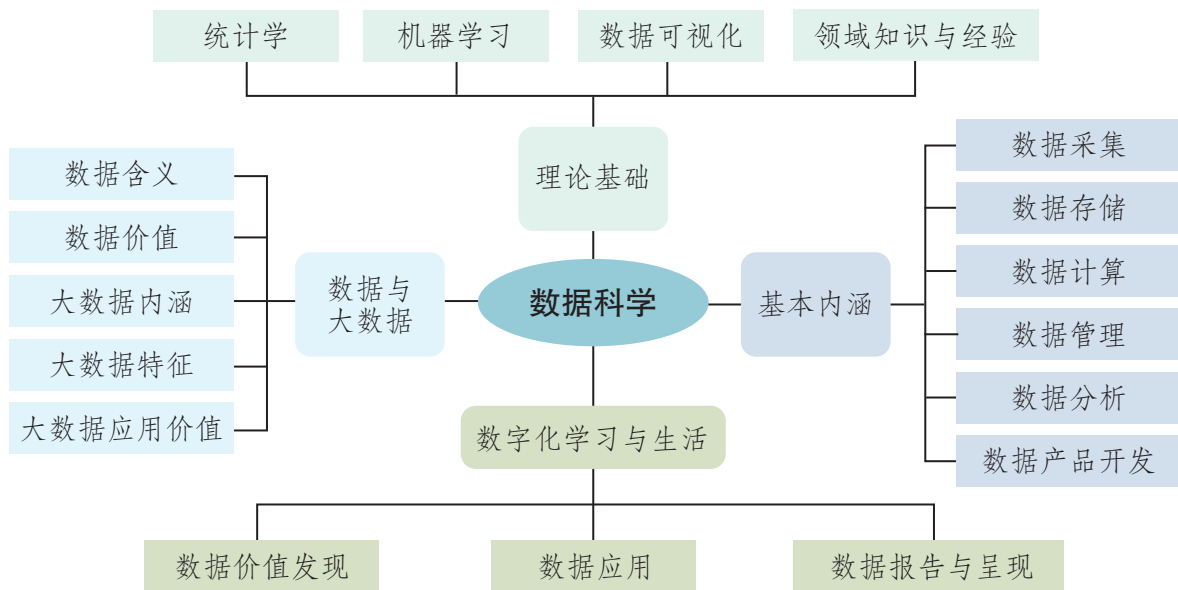 统计学
机器学习
数据可视化
领域知识与经验
理论基础
数据含义
数据价值
大数据内涵
大数据特征
大数据应用价值
数据与
大数据
数据科学
基本内涵
数据采集
数据存储
数据计算
数据管理
数据分析
数据产品开发
数字化学习与生活
数据价值发现
数据应用
数据报告与呈现